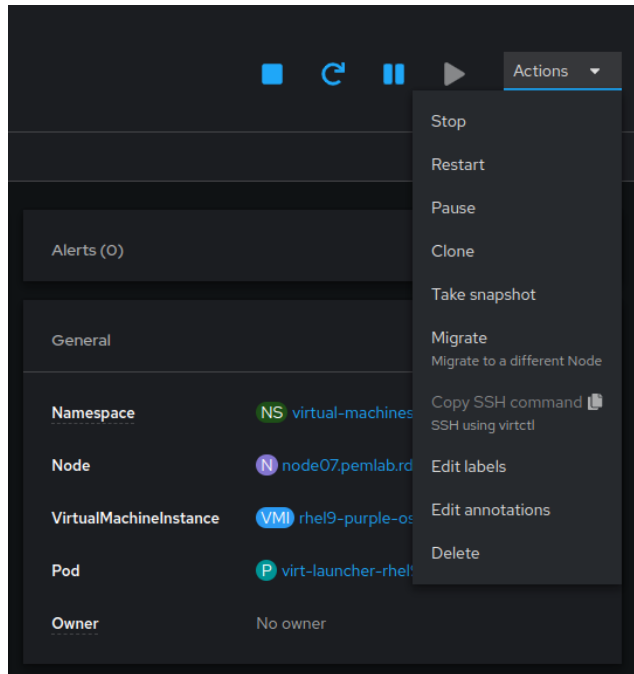 Actions
Stop
Restart
Pause
Clone
Take snapshot
Migrate
Migrate to a different Node
Copy SSH command
SSH using virtctl
Edit labels
Edit annotations
Delete
Alerts (0)
General
Namespace NS virtual-machines
Node N node07.pemlab.rd
VirtualMachineInstance VMI rhel9-purple-os
Pod P virt-launcher-rhel9
Owner No owner